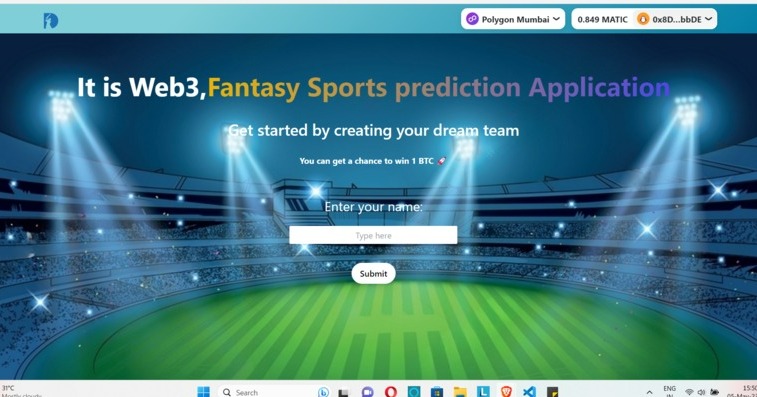 Polygon Mumbai
0.849 MATIC 0x8D...bbDE
It is Web3,Fantasy Sports prediction Application
Get started by creating your dream team
You can get a chance to win 1 BTC 🚀
Enter your name:
Type here
Submit
31°C
Mostly cloudy
Search
ENG
IN
15:50